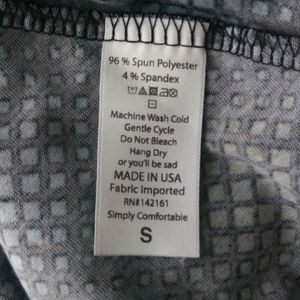 96 % Spun Polyester
4 % Spandex
Machine Wash Cold
Gentle Cycle
Do Not Bleach
Hang Dry
or you'll be sad
MADE IN USA
Fabric Imported
RN#142161
Simply Comfortable
S